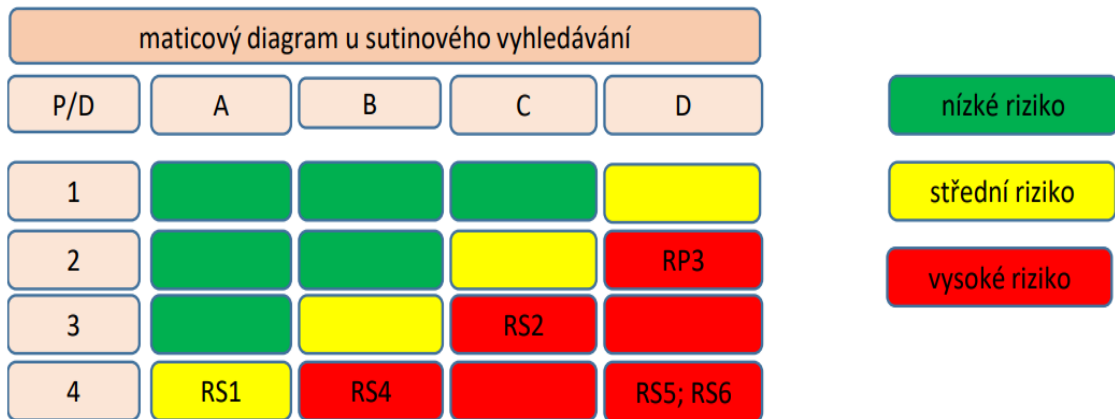 maticový diagram u sutinového vyhledávání
P/D A B C D
nízké riziko
1
střední riziko
2 RP3
vysoké riziko
3 RS2
4 RS1 RS4 RS5; RS6